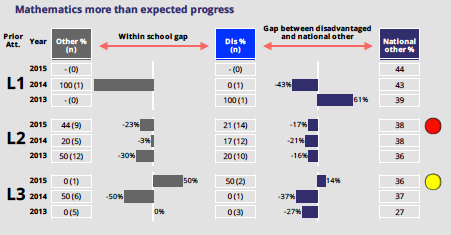 Mathematics more than expected progress
Prior Att. Year Other % (n) Within school gap Dis % (n) Gap between disadvantaged and national other National other %
L1
2015 - (0) - (0) 44
2014 100 (1) 0 (1) -43% 43
2013 - (0) 100 (1) 61% 39
L2
2015 44 (9) -23% 21 (14) -17% 38
2014 20 (5) -3% 17 (12) -21% 38
2013 50 (12) -30% 20 (10) -16% 36
L3
2015 0 (1) 50% 50 (2) 14% 36
2014 50 (6) -50% 0 (1) -37% 37
2013 0 (5) 0% 0 (3) -27% 27